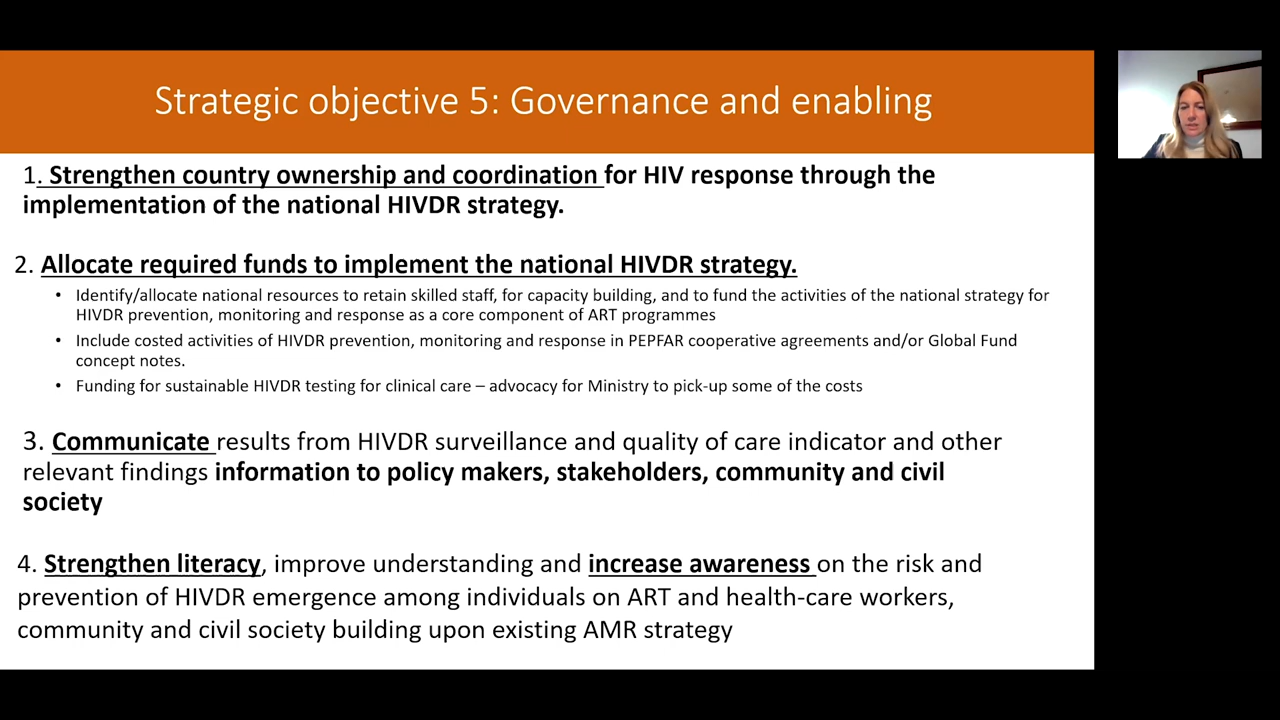 Strategic objective 5: Governance and enabling
1. Strengthen country ownership and coordination for HIV response through the
implementation of the national HIVDR strategy.
2. Allocate required funds to implement the national HIVDR strategy.
• Identify/allocate national resources to retain skilled staff, for capacity building, and to fund the activities of the national strategy for
HIVDR prevention, monitoring and response as a core component of ART programmes
• Include costed activities of HIVDR prevention, monitoring and response in PEPFAR cooperative agreements and/or Global Fund
concept notes.
• Funding for sustainable HIVDR testing for clinical care – advocacy for Ministry to pick-up some of the costs
3. Communicate results from HIVDR surveillance and quality of care indicator and other
relevant findings information to policy makers, stakeholders, community and civil
society
4. Strengthen literacy, improve understanding and increase awareness on the risk and
prevention of HIVDR emergence among individuals on ART and health-care workers,
community and civil society building upon existing AMR strategy